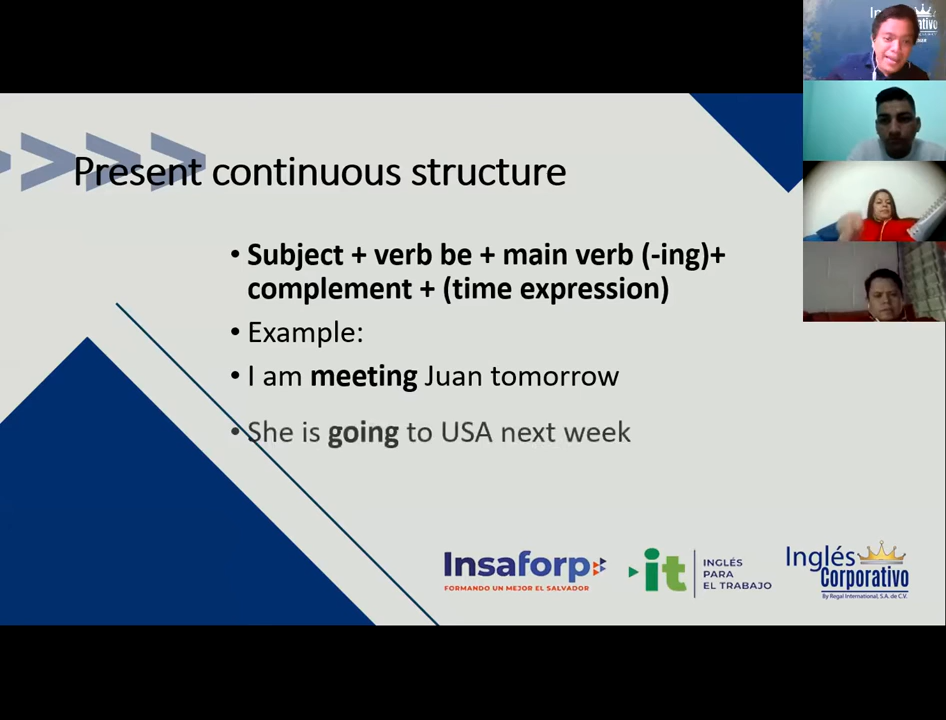 Present continuous structure
• Subject + verb be + main verb (-ing)+
complement + (time expression)
• Example:
• I am meeting Juan tomorrow
• She is going to USA next week
Insaforp
FORMANDO UN MEJOR EL SALVADOR
it
INGLÉS
PARA
EL TRABAJO
Inglés
Corporativo
By Regal International, S.A. de C.V.